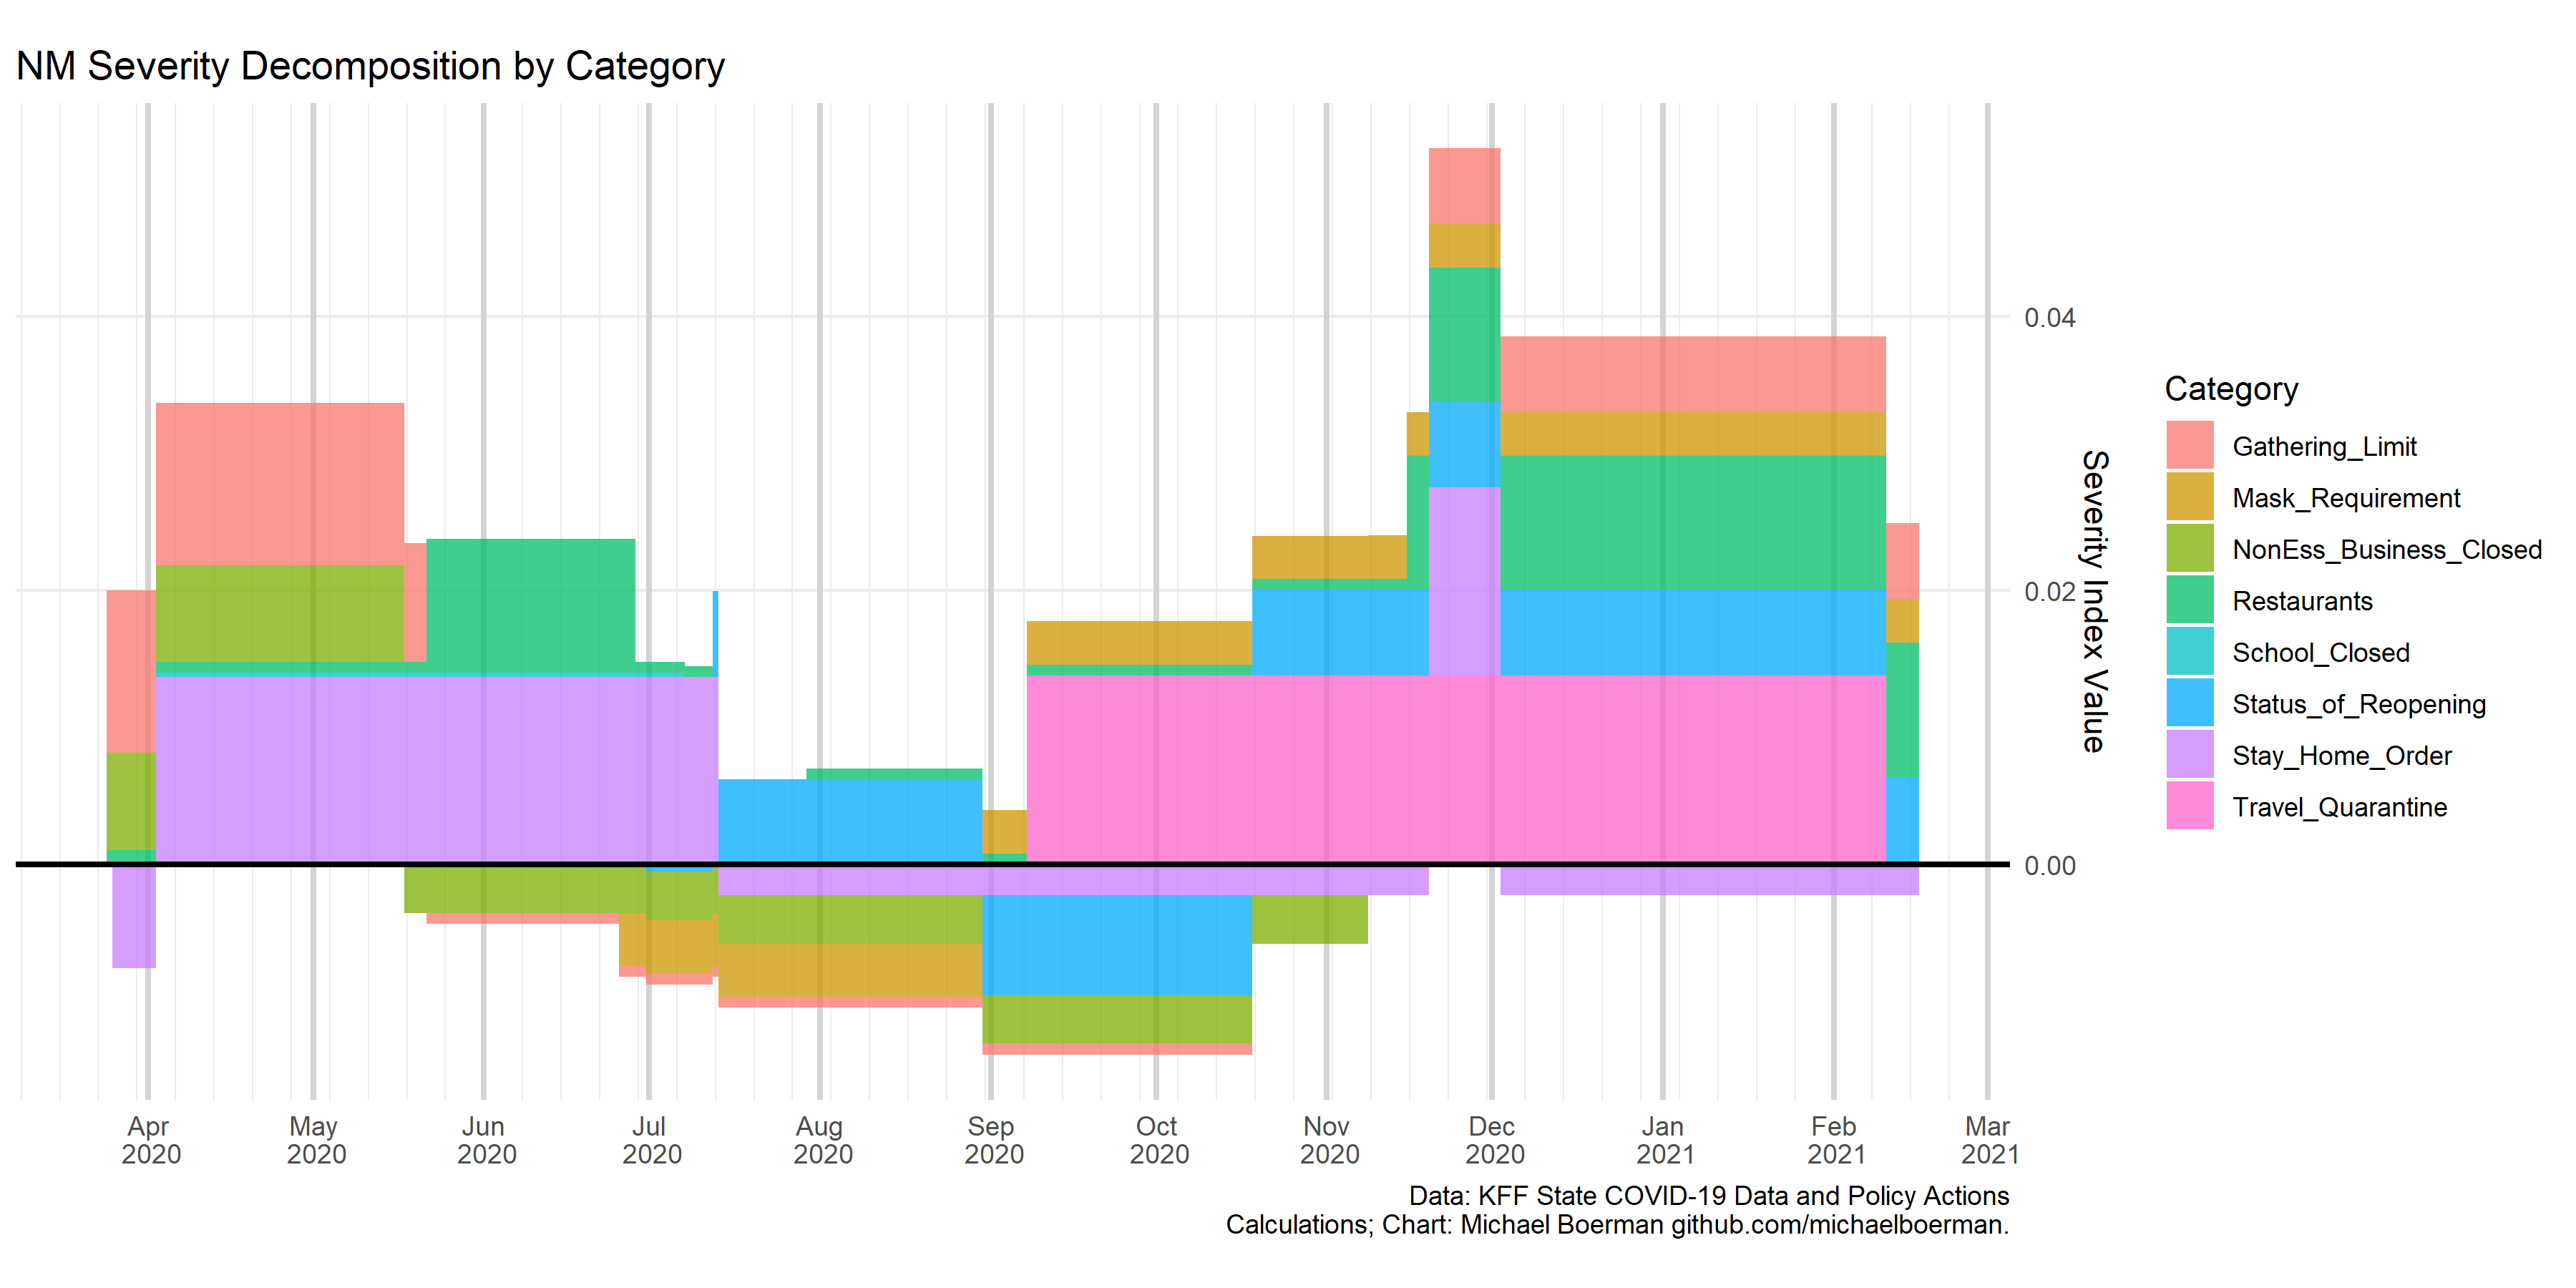 NM Severity Decomposition by Category
0.04
0.02
0.00
Severity Index Value
Category
Gathering_Limit
Mask_Requirement
NonEss_Business_Closed
Restaurants
School_Closed
Status_of_Reopening
Stay_Home_Order
Travel_Quarantine
Apr 2020
May 2020
Jun 2020
Jul 2020
Aug 2020
Sep 2020
Oct 2020
Nov 2020
Dec 2020
Jan 2021
Feb 2021
Mar 2021
Data: KFF State COVID-19 Data and Policy Actions
Calculations; Chart: Michael Boerman github.com/michaelboerman.